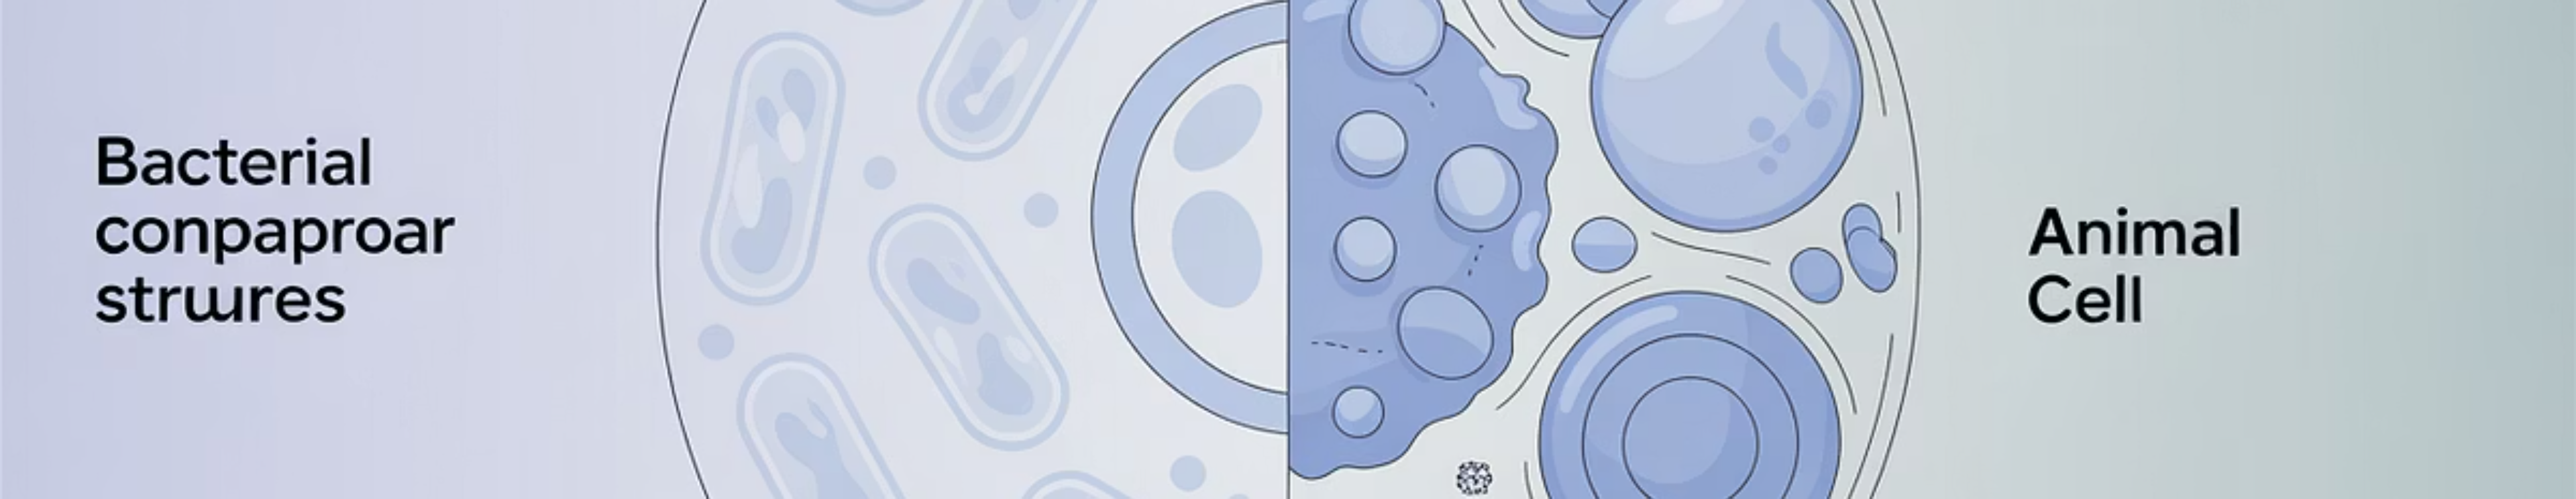 Bacterial
conpaproar
strwres
Animal
Cell